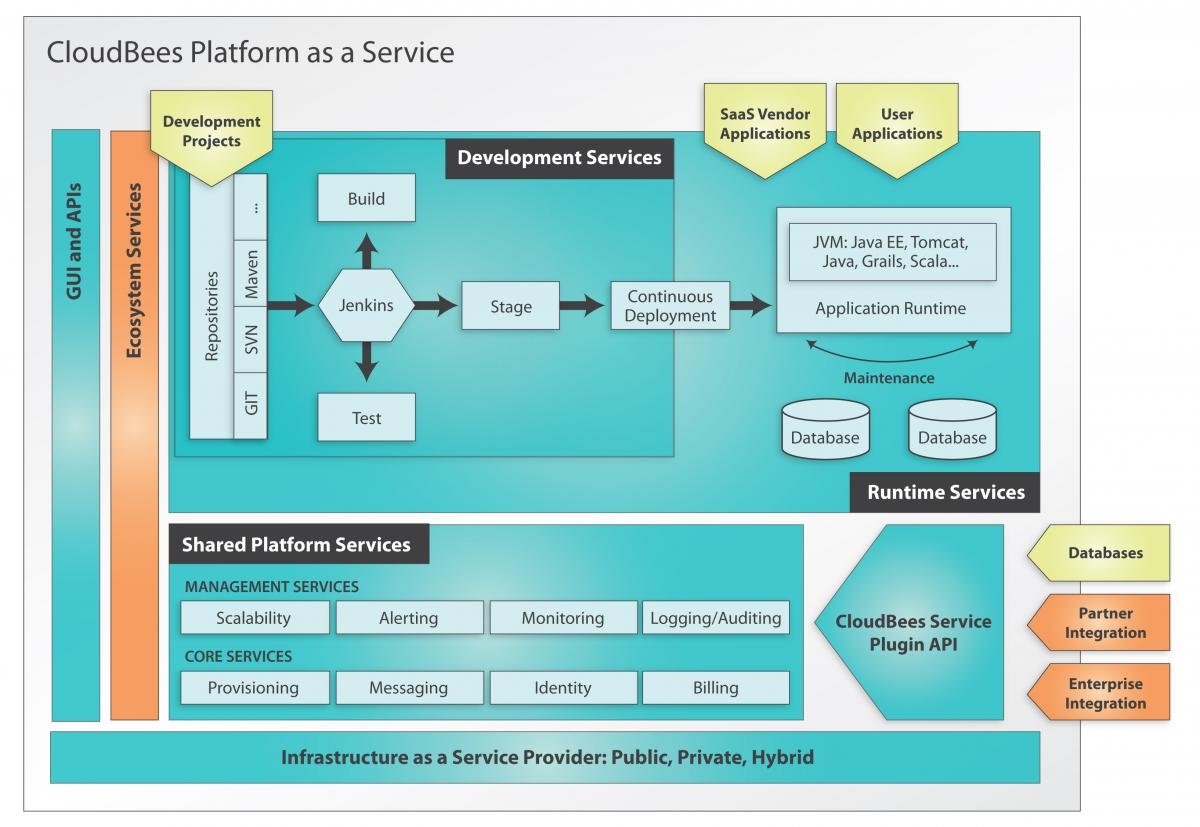 CloudBees Platform as a Service
Development
Projects
SaaS Vendor
Applications
User
Applications
GUI and APIs
Ecosystem Services
Development Services
Repositories
...
Maven
SVN
GIT
Build
Jenkins
Test
Stage
Continuous
Deployment
JVM: Java EE, Tomcat,
Java, Grails, Scala...
Application Runtime
Maintenance
Database
Database
Runtime Services
Shared Platform Services
MANAGEMENT SERVICES
Scalability
Alerting
Monitoring
Logging/Auditing
CORE SERVICES
Provisioning
Messaging
Identity
Billing
CloudBees Service
Plugin API
Databases
Partner
Integration
Enterprise
Integration
Infrastructure as a Service Provider: Public, Private, Hybrid